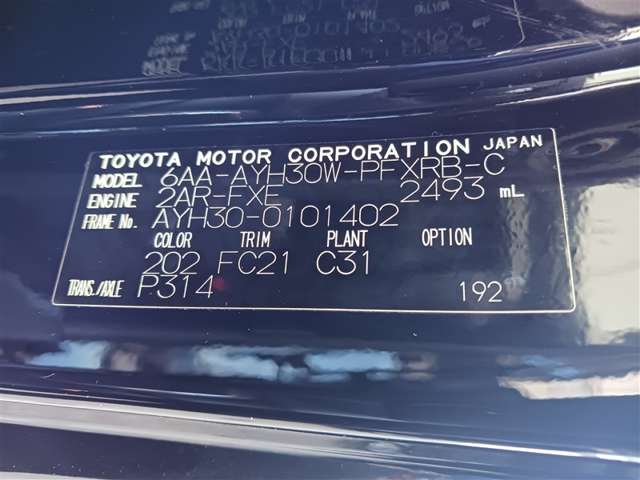 TOYOTA MOTOR CORPORATION JAPAN
MODEL 6AA-AYH30W-PFXRB-C
ENGINE 2AR-FXE 2493 mL
FRAME No. AYH30-0101402
COLOR TRIM PLANT OPTION
202 FC21 C31
TRANS./AXLE P314 192